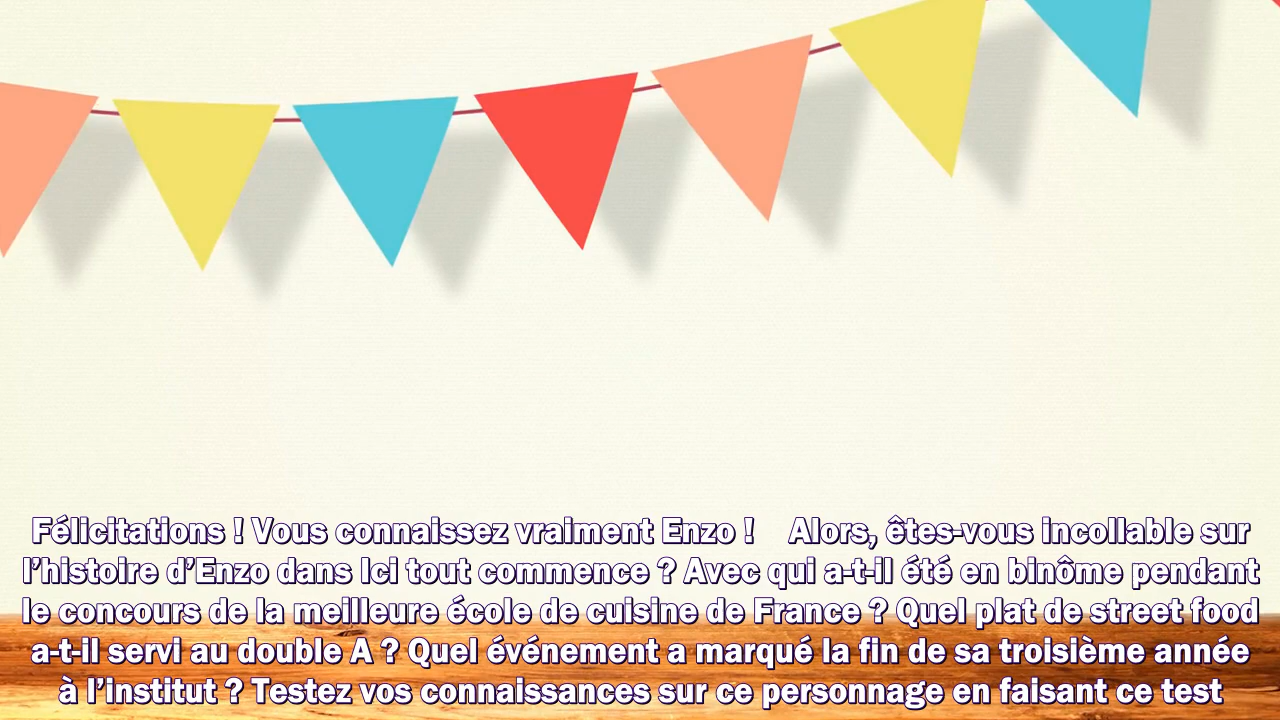 Félicitations ! Vous connaissez vraiment Enzo !    Alors, êtes-vous incollable sur
l’histoire d’Enzo dans Ici tout commence ? Avec qui a-t-il été en binôme pendant
le concours de la meilleure école de cuisine de France ? Quel plat de street food
a-t-il servi au double A ? Quel événement a marqué la fin de sa troisième année
à l’institut ? Testez vos connaissances sur ce personnage en faisant ce test